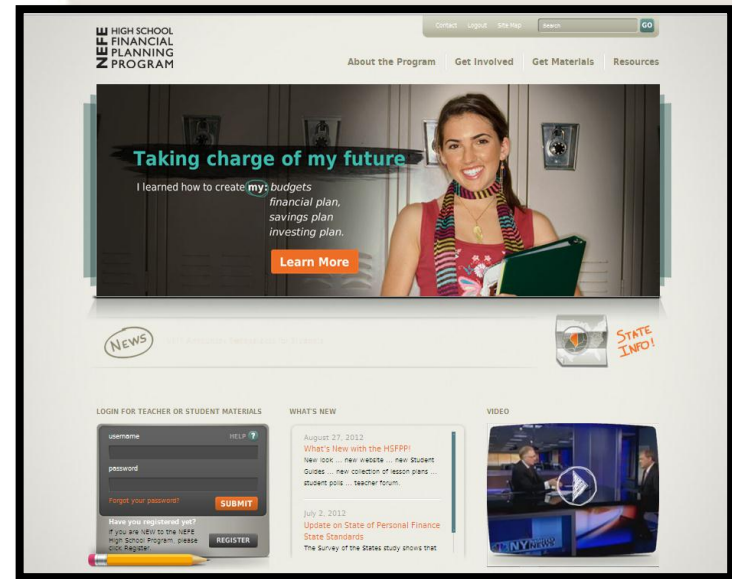 NEFE
HIGH SCHOOL
FINANCIAL
PLANNING
PROGRAM
Contact Logout Site Map Search GO
About the Program Get Involved Get Materials Resources
Taking charge of my future
I learned how to create my: budgets
financial plan,
savings plan
investing plan.
Learn More
NEWS
STATE
INFO!
LOGIN FOR TEACHER OR STUDENT MATERIALS
username HELP ?
password
Forgot your password? SUBMIT
Have you registered yet?
If you are NEW to the NEFE
High School Program, please
click Register.
REGISTER
WHAT'S NEW
August 27, 2012
What's New with the HSFPP!
New look ... new website ... new Student
Guides ... new collection of lesson plans ...
student polls ... teacher forum.
July 2, 2012
Update on State of Personal Finance
State Standards
The Survey of the States study shows that
VIDEO
NY
NEWS